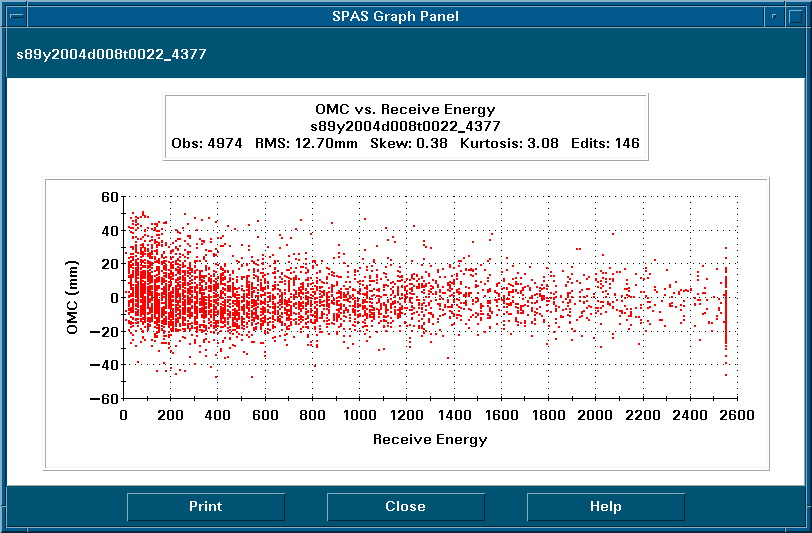 SPAS Graph Panel
s89y2004d008t0022_4377
OMC vs. Receive Energy
s89y2004d008t0022_4377
Obs: 4974 RMS: 12.70mm Skew: 0.38 Kurtosis: 3.08 Edits: 146
60
40
20
0
−20
−40
−60
OMC (mm)
0 200 400 600 800 1000 1200 1400 1600 1800 2000 2200 2400 2600
Receive Energy
Print Close Help